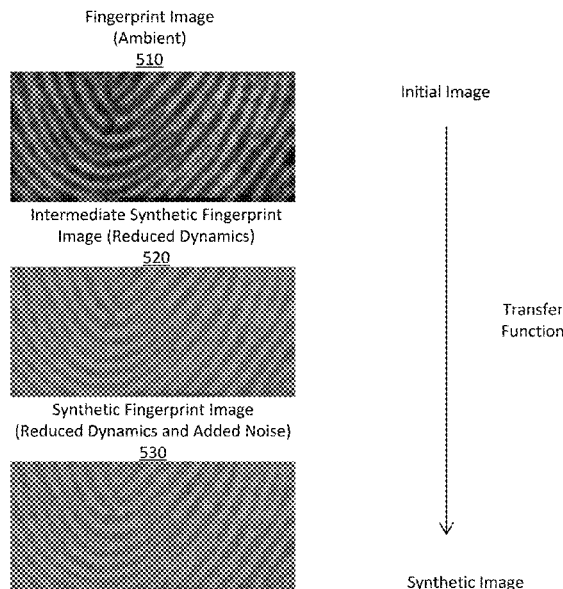 Fingerprint Image
(Ambient)
510
Initial Image
Intermediate Synthetic Fingerprint
Image (Reduced Dynamics)
520
Transfer
Function
Synthetic Fingerprint Image
(Reduced Dynamics and Added Noise)
530
Synthetic Image